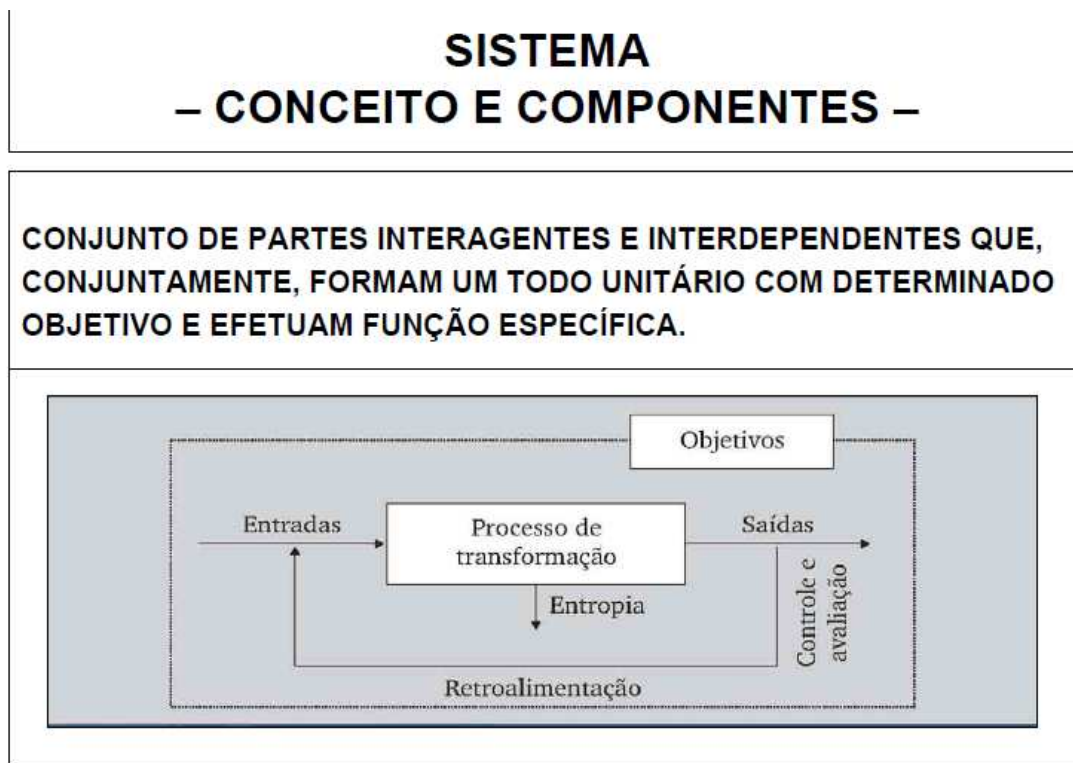 SISTEMA
– CONCEITO E COMPONENTES –
CONJUNTO DE PARTES INTERAGENTES E INTERDEPENDENTES QUE,
CONJUNTAMENTE, FORMAM UM TODO UNITÁRIO COM DETERMINADO
OBJETIVO E EFETUAM FUNÇÃO ESPECÍFICA.
Objetivos
Entradas
Processo de
transformação
Saídas
Entropia
Controle e
avaliação
Retroalimentação